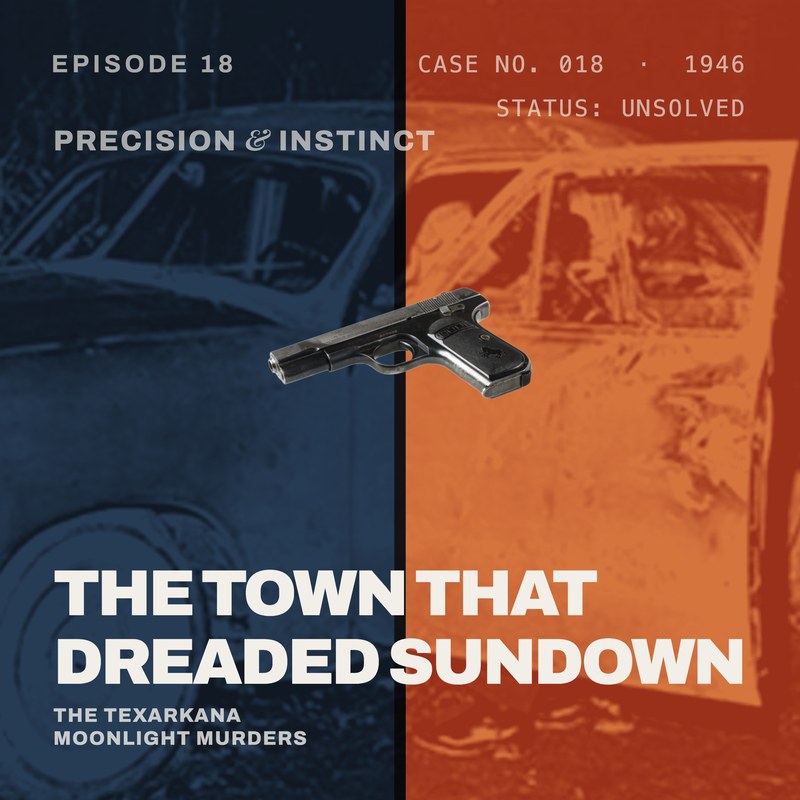 EPISODE 18
CASE NO. 018 · 1946
STATUS: UNSOLVED
PRECISION & INSTINCT
THE TOWN THAT
DREADED SUNDOWN
THE TEXARKANA
MOONLIGHT MURDERS